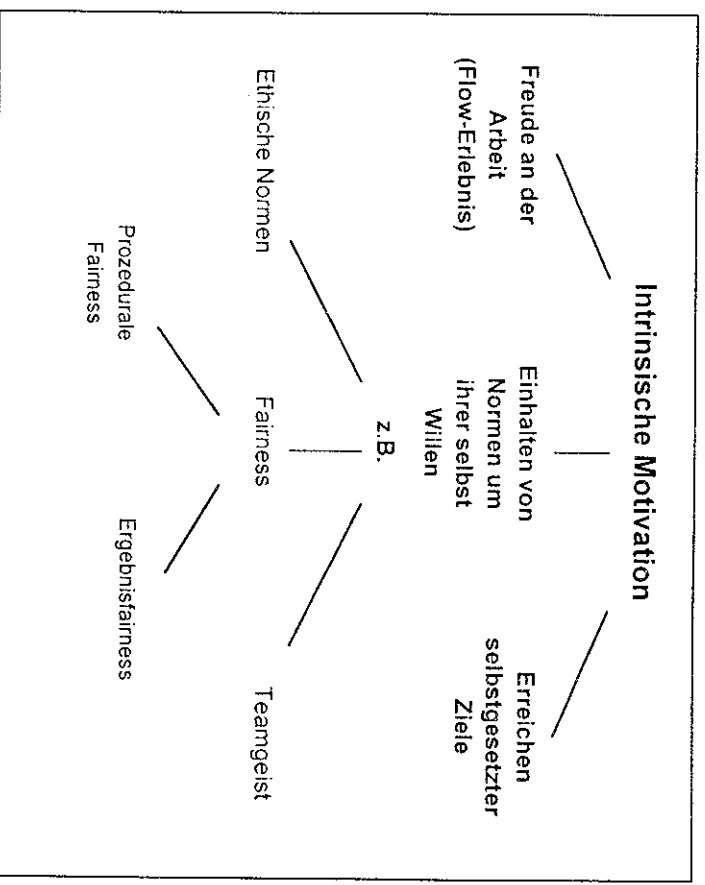 Intrinsische Motivation
Freude an der
Arbeit
(Flow-Erlebnis)
Einhalten von
Normen um
ihrer selbst
Willen
Erreichen
selbstgesetzter
Ziele
z.B.
Ethische Normen
Fairness
Teamgeist
Prozedurale
Fairness
Ergebnisfairness